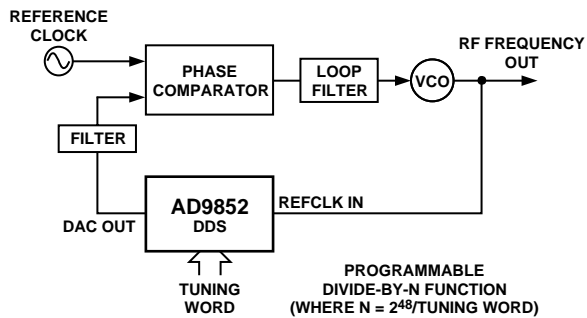 REFERENCE
CLOCK
PHASE
COMPARATOR
LOOP
FILTER
VCO
RF FREQUENCY
OUT
FILTER
DAC OUT
AD9852
DDS
REFCLK IN
TUNING
WORD
PROGRAMMABLE
DIVIDE-BY-N FUNCTION
(WHERE N = 2⁴⁸/TUNING WORD)